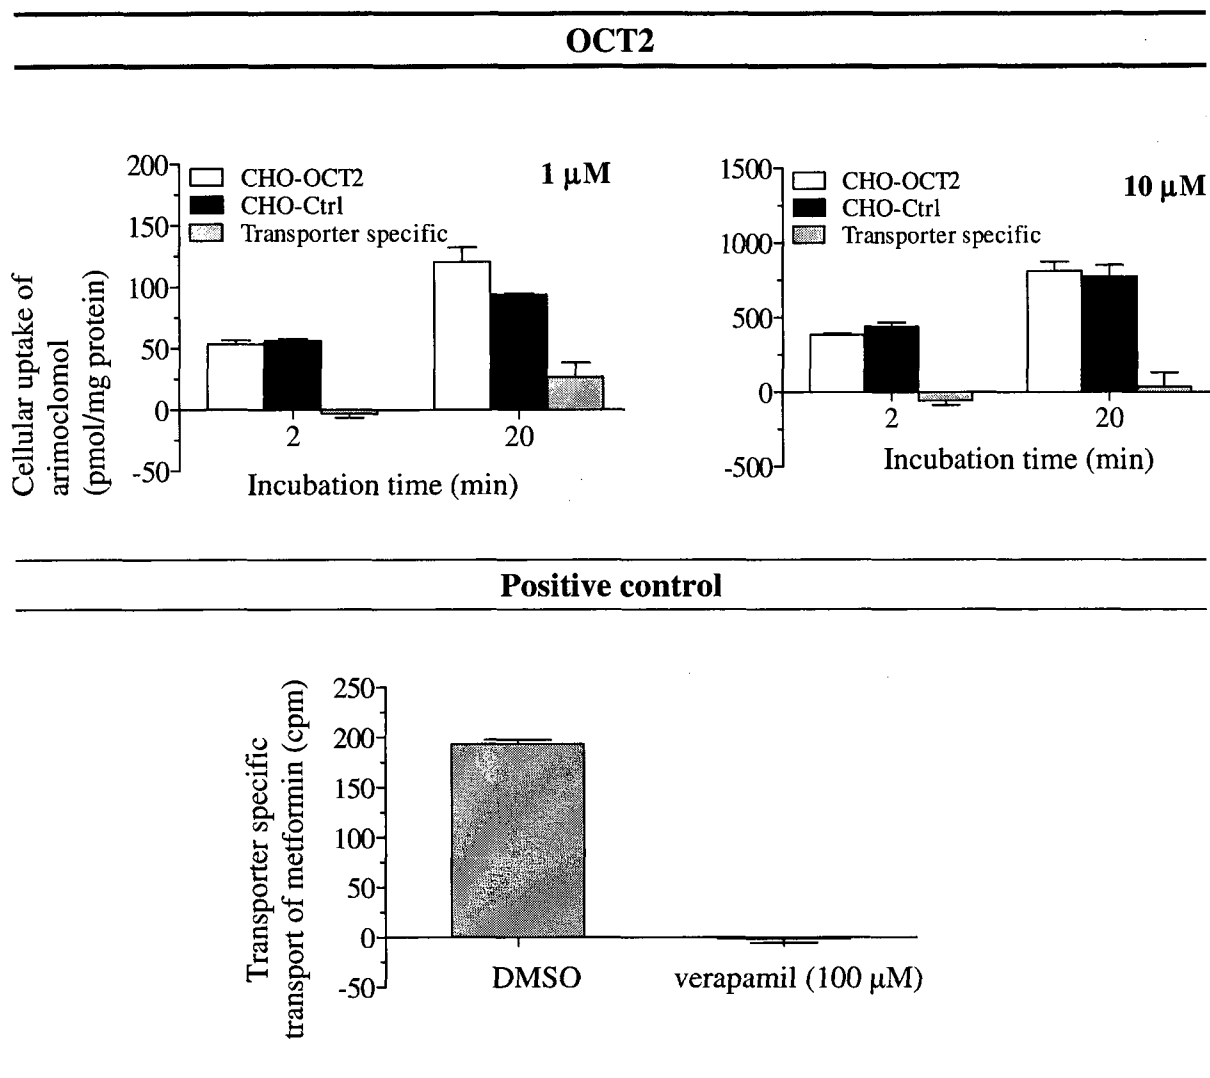 OCT2
Cellular uptake of
arimoclomol
(pmol/mg protein)
200
150
100
50
0
-50
CHO-OCT2
CHO-Ctrl
Transporter specific
1 µM
2
20
Incubation time (min)
1500
1000
500
0
-500
CHO-OCT2
CHO-Ctrl
Transporter specific
10 µM
2
20
Incubation time (min)
Positive control
Transporter specific
transport of metformin (cpm)
250
200
150
100
50
0
-50
DMSO
verapamil (100 µM)